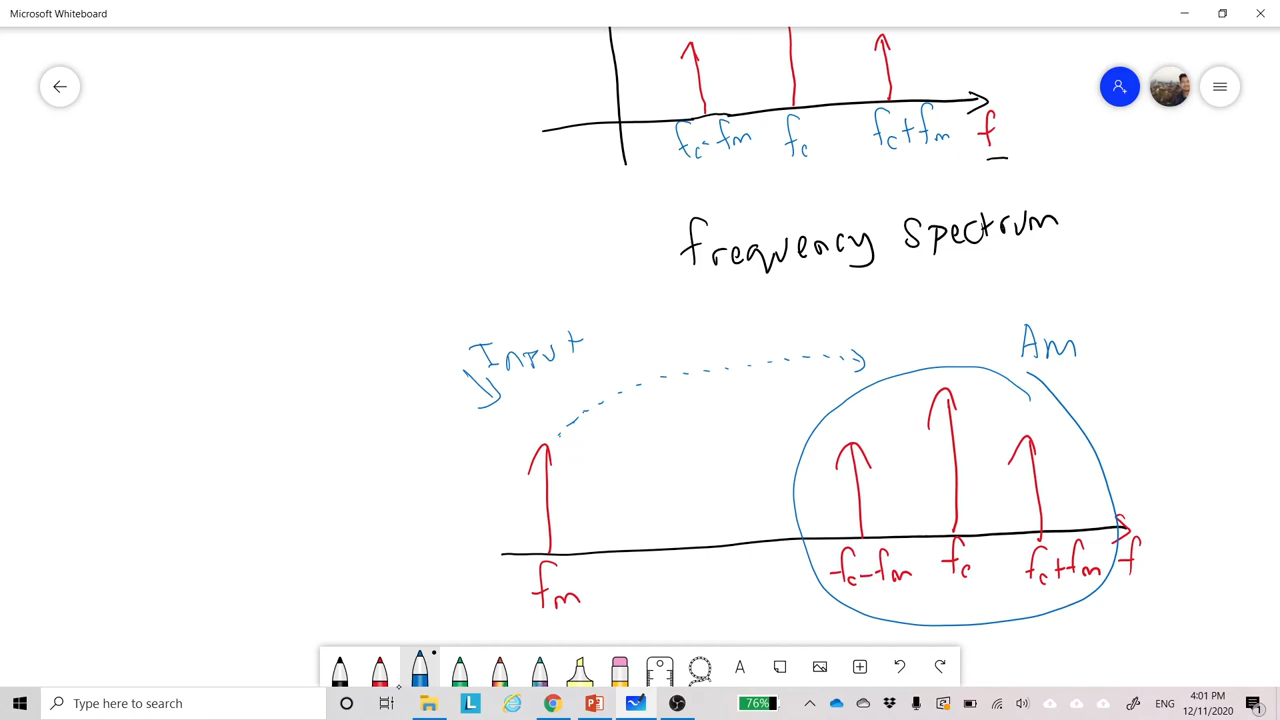 Microsoft Whiteboard
fc-fm fc fc+fm f
frequency spectrum
Input
Am
fm fc-fm fc fc+fm f
A
76%
Type here to search
ENG
4:01 PM
12/11/2020
1